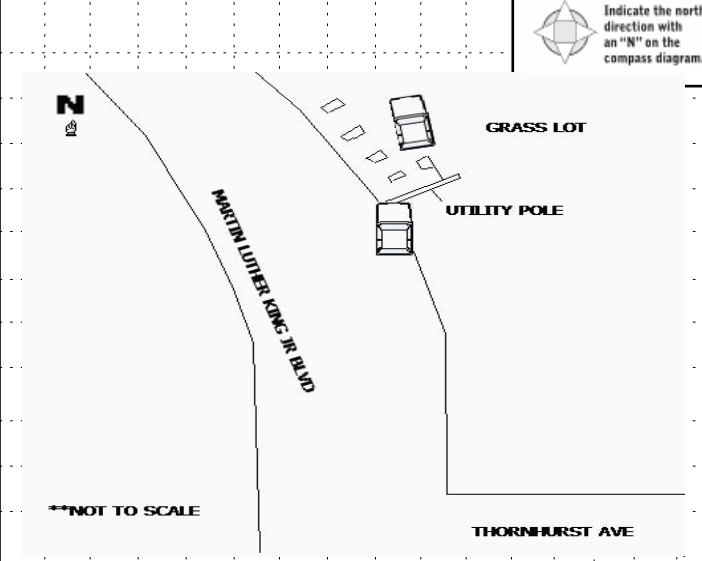 Indicate the north
direction with
an "N" on the
compass diagram.
N
GRASS LOT
UTILITY POLE
MARTIN LUTHER KING JR BLVD
**NOT TO SCALE
THORNHURST AVE